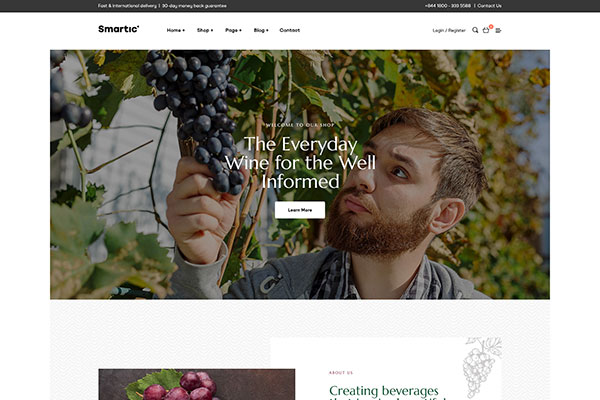 Fast & International delivery | 30-day money back guarantee
+844 1800 - 333 5588 | Contact Us
Smartic
Home + Shop + Page + Blog + Contact
Login / Register
0
WELCOME TO OUR SHOP
The Everyday
Wine for the Well
Informed
Learn More
ABOUT US
Creating beverages